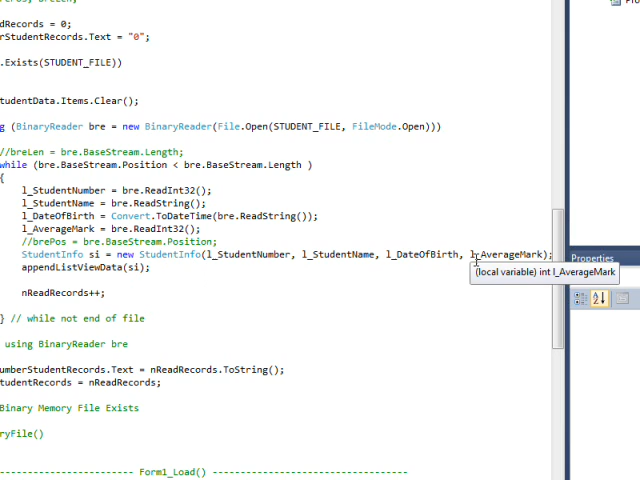 dRecords = 0;
rStudentRecords.Text = "0";
.Exists(STUDENT_FILE))
tudentData.Items.Clear();
g (BinaryReader bre = new BinaryReader(File.Open(STUDENT_FILE, FileMode.Open)))
//breLen = bre.BaseStream.Length;
while (bre.BaseStream.Position < bre.BaseStream.Length )
{
l_StudentNumber = bre.ReadInt32();
l_StudentName = bre.ReadString();
l_DateOfBirth = Convert.ToDateTime(bre.ReadString());
l_AverageMark = bre.ReadInt32();
//brePos = bre.BaseStream.Position;
StudentInfo si = new StudentInfo(l_StudentNumber, l_StudentName, l_DateOfBirth, l_AverageMark);
appendListViewData(si);
(local variable) int l_AverageMark
nReadRecords++;
} // while not end of file
using BinaryReader bre
umberStudentRecords.Text = nReadRecords.ToString();
tudentRecords = nReadRecords;
Binary Memory File Exists
ryFile()
----------------------- Form1_Load() ---------------------------------
Properties